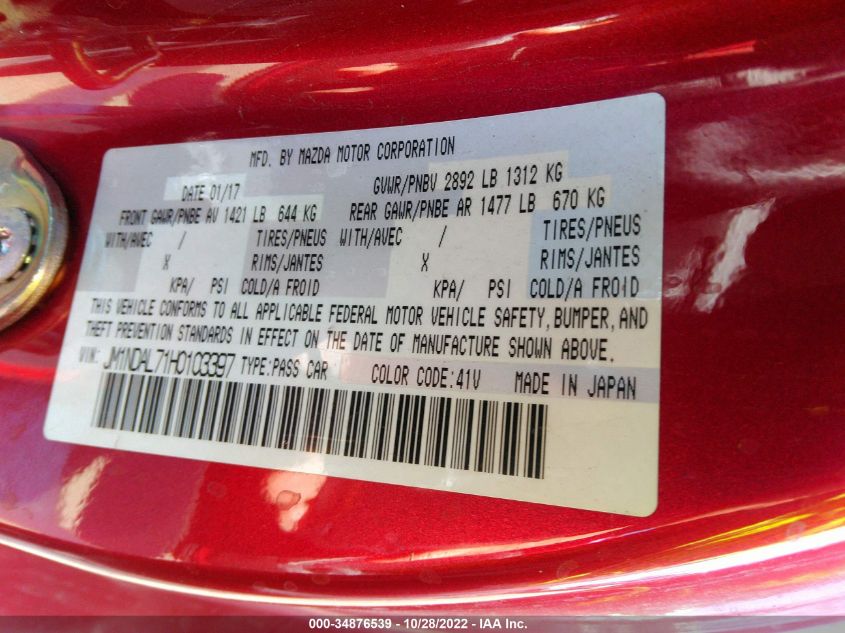 MFD. BY MAZDA MOTOR CORPORATION
DATE 01/17 GVWR/PNBV 2892 LB 1312 KG
FRONT GAWR/PNBE AV 1421 LB 644 KG REAR GAWR/PNBE AR 1477 LB 670 KG
WITH/AVEC / TIRES/PNEUS WITH/AVEC / TIRES/PNEUS
RIMS/JANTES X RIMS/JANTES
KPA/ PSI COLD/A FROID KPA/ PSI COLD/A FROID
THIS VEHICLE CONFORMS TO ALL APPLICABLE FEDERAL MOTOR VEHICLE SAFETY, BUMPER, AND
THEFT PREVENTION STANDARDS IN EFFECT ON THE DATE OF MANUFACTURE SHOWN ABOVE.
VIN: JM1NDAL71H0103397 TYPE:PASS CAR COLOR CODE:41V MADE IN JAPAN
000-34876539 - 10/28/2022 - IAA Inc.